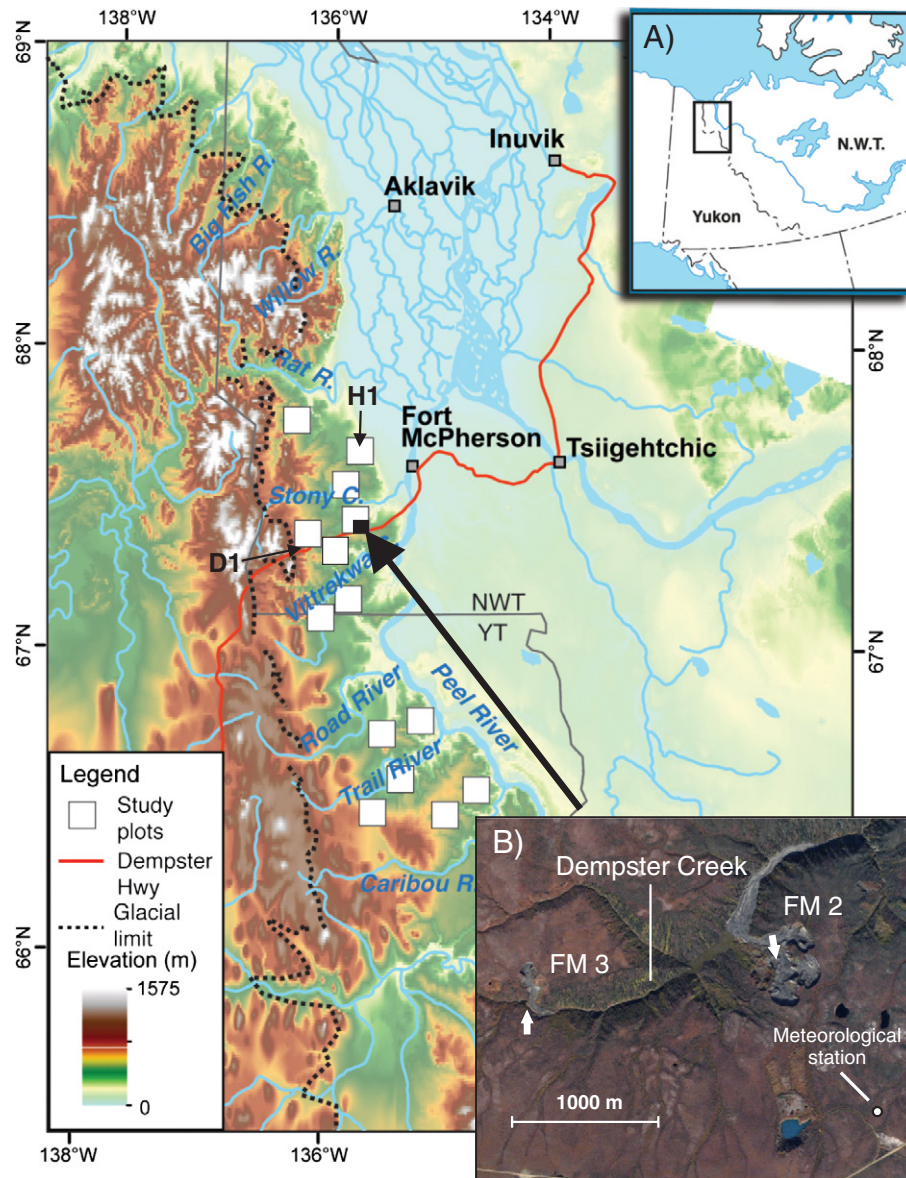 138°W
136°W
134°W
69°N
A)
N.W.T.
Yukon
Inuvik
Aklavik
Big Fish R.
Willow R.
68°N
68°N
Rat R.
H1
Fort
McPherson
Tsiigehtchic
Stony C.
D1
Vittrekwa
NWT
YT
67°N
67°N
Road River
Peel River
Trail River
Caribou R.
66°N
Legend
Study
plots
Dempster
Hwy
Glacial
limit
Elevation (m)
1575
0
B)
Dempster Creek
FM 2
FM 3
Meteorological
station
1000 m
138°W
136°W